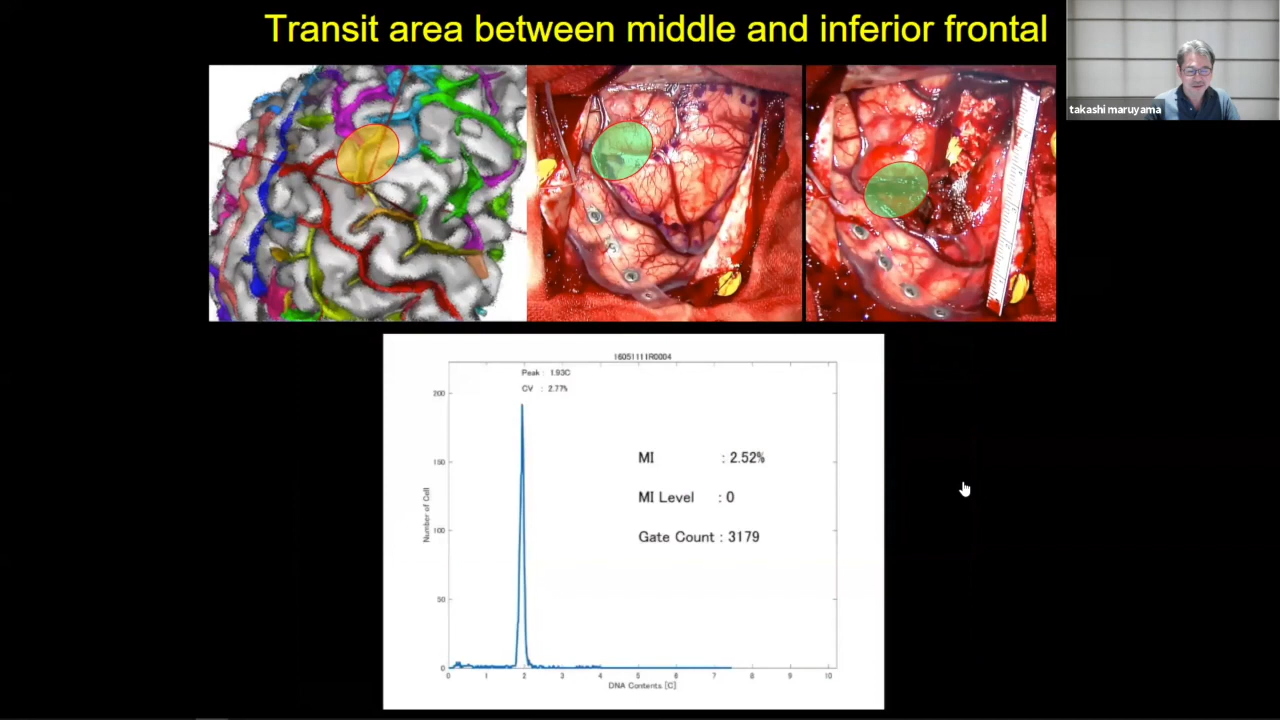 Transit area between middle and inferior frontal
takashi maruyama
1605111IR0004
Peak : 1.93C
CV : 2.77%
200
150
100
50
0
Number of Cell
MI : 2.52%
MI Level : 0
Gate Count : 3179
0 1 2 3 4 5 6 7 8 9 10
DNA Contents [C]